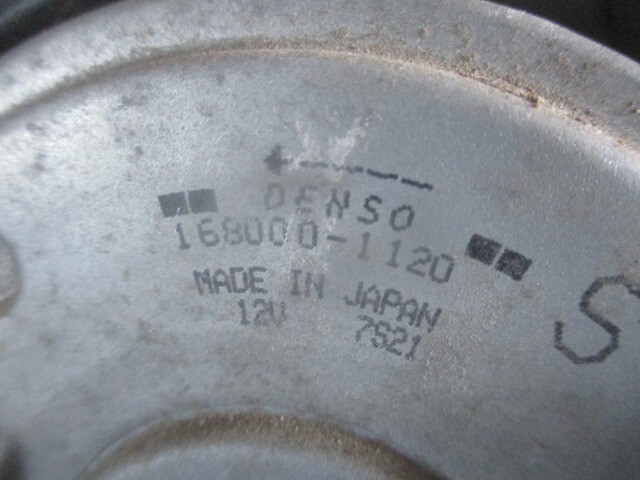 DENSO
168000-1120
MADE IN JAPAN
12V 7S21
S